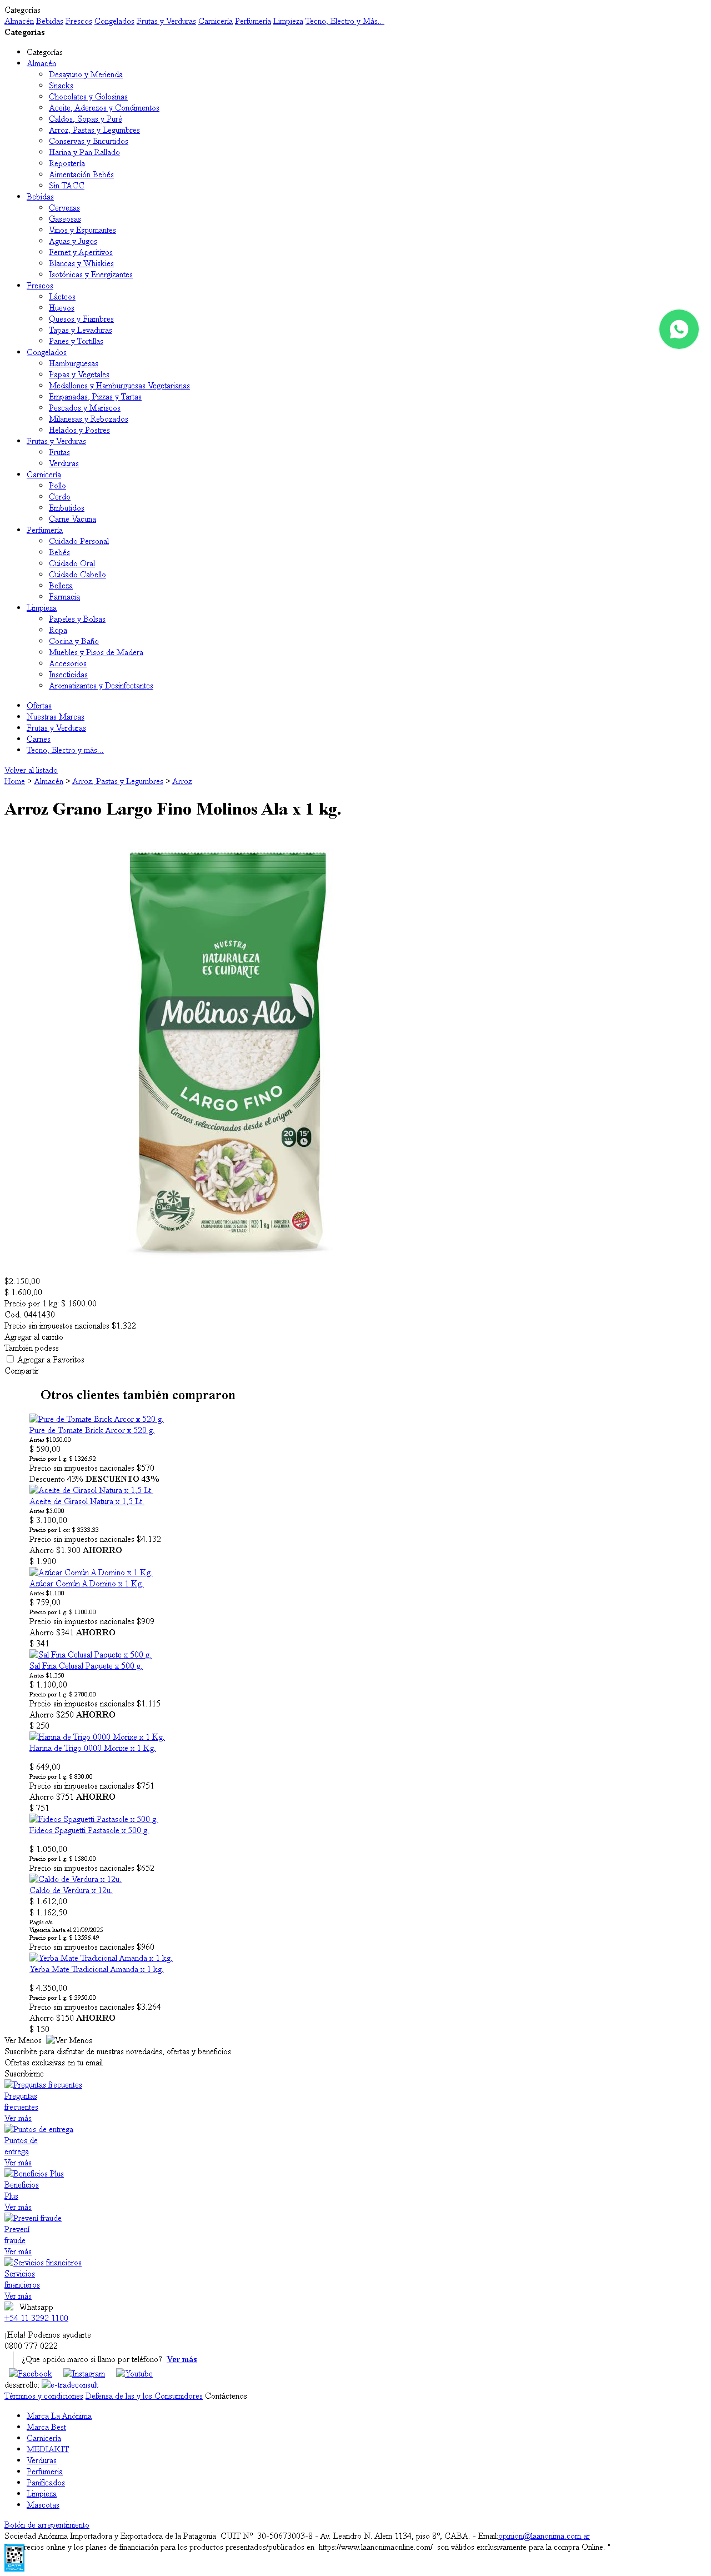 Categorías
Almacén Bebidas Frescos Congelados Frutas y Verduras Carnicería Perfumería Limpieza Tecno, Electro y Más...
Categorías
Categorías
Almacén
Desayuno y Merienda
Snacks
Chocolates y Golosinas
Aceite, Aderezos y Condimentos
Caldos, Sopas y Puré
Arroz, Pastas y Legumbres
Conservas y Encurtidos
Harina y Pan Rallado
Repostería
Aimentación Bebés
Sin TACC
Bebidas
Cervezas
Gaseosas
Vinos y Espumantes
Aguas y Jugos
Fernet y Aperitivos
Blancas y Whiskies
Isotónicas y Energizantes
Frescos
Lácteos
Huevos
Quesos y Fiambres
Tapas y Levaduras
Panes y Tortillas
Congelados
Hamburguesas
Papas y Vegetales
Medallones y Hamburguesas Vegetarianas
Empanadas, Pizzas y Tartas
Pescados y Mariscos
Milanesas y Rebozados
Helados y Postres
Frutas y Verduras
Frutas
Verduras
Carnicería
Pollo
Cerdo
Embutidos
Carne Vacuna
Perfumería
Cuidado Personal
Bebés
Cuidado Oral
Cuidado Cabello
Belleza
Farmacia
Limpieza
Papeles y Bolsas
Ropa
Cocina y Baño
Muebles y Pisos de Madera
Accesorios
Insecticidas
Aromatizantes y Desinfectantes
Ofertas
Nuestras Marcas
Frutas y Verduras
Carnes
Tecno, Electro y más...
Volver al listado
Home > Almacén > Arroz, Pastas y Legumbres > Arroz
Arroz Grano Largo Fino Molinos Ala x 1 kg.
NUESTRA
NATURALEZA
ES CUIDARTE
Molinos Ala
LARGO FINO
Granos seleccionados desde el origen
20
15'
$2.150,00
$ 1.600,00
Precio por 1 kg: $ 1600.00
Cod. 0441430
Precio sin impuestos nacionales $1.322
Agregar al carrito
También podess
Agregar a Favoritos
Compartir
Otros clientes también compraron
Pure de Tomate Brick Arcor x 520 g.
Pure de Tomate Brick Arcor x 520 g.
Antes $1050.00
$ 590,00
Precio por 1 g: $ 1326.92
Precio sin impuestos nacionales $570
Descuento 43% DESCUENTO 43%
Aceite de Girasol Natura x 1,5 Lt.
Aceite de Girasol Natura x 1,5 Lt.
Antes $5.000
$ 3.100,00
Precio por 1 cc: $ 3333.33
Precio sin impuestos nacionales $4.132
Ahorro $1.900 AHORRO
$ 1.900
Azúcar Común A Domino x 1 Kg.
Azúcar Común A Domino x 1 Kg.
Antes $1.100
$ 759,00
Precio por 1 g: $ 1100.00
Precio sin impuestos nacionales $909
Ahorro $341 AHORRO
$ 341
Sal Fina Celusal Paquete x 500 g.
Sal Fina Celusal Paquete x 500 g.
Antes $1.350
$ 1.100,00
Precio por 1 g: $ 2700.00
Precio sin impuestos nacionales $1.115
Ahorro $250 AHORRO
$ 250
Harina de Trigo 0000 Morixe x 1 Kg.
Harina de Trigo 0000 Morixe x 1 Kg.
$ 649,00
Precio por 1 g: $ 830.00
Precio sin impuestos nacionales $751
Ahorro $751 AHORRO
$ 751
Fideos Spaguetti Pastasole x 500 g.
Fideos Spaguetti Pastasole x 500 g.
$ 1.050,00
Precio por 1 g: $ 1580.00
Precio sin impuestos nacionales $652
Caldo de Verdura x 12u.
Caldo de Verdura x 12u.
$ 1.612,00
$ 1.162,50
Pagás c/u
Vigencia hasta el 21/09/2025
Precio por 1 g: $ 13596.49
Precio sin impuestos nacionales $960
Yerba Mate Tradicional Amanda x 1 kg.
Yerba Mate Tradicional Amanda x 1 kg.
$ 4.350,00
Precio por 1 g: $ 3950.00
Precio sin impuestos nacionales $3.264
Ahorro $150 AHORRO
$ 150
Ver Menos Ver Menos
Suscribite para disfrutar de nuestras novedades, ofertas y beneficios
Ofertas exclusivas en tu email
Suscribirme
Preguntas frecuentes
Preguntas
frecuentes
Ver más
Puntos de entrega
Puntos de
entrega
Ver más
Beneficios Plus
Beneficios
Plus
Ver más
Prevení fraude
Prevení
fraude
Ver más
Servicios financieros
Servicios
financieros
Ver más
Whatsapp
+54 11 3292 1100
¡Hola! Podemos ayudarte
0800 777 0222
¿Que opción marco si llamo por teléfono? Ver más
Facebook Instagram Youtube
desarrollo: e-tradeconsult
Términos y condiciones Defensa de las y los Consumidores Contáctenos
Marca La Anónima
Marca Best
Carnicería
MEDIAKIT
Verduras
Perfumeria
Panificados
Limpieza
Mascotas
Botón de arrepentimiento
Sociedad Anónima Importadora y Exportadora de la Patagonia CUIT Nº 30-50673003-8 - Av. Leandro N. Alem 1134, piso 8º, CABA. - Email:opinion@laanonima.com.ar
recios online y los planes de financiación para los productos presentados/publicados en https://www.laanonimaonline.com/ son válidos exclusivamente para la compra Online. "